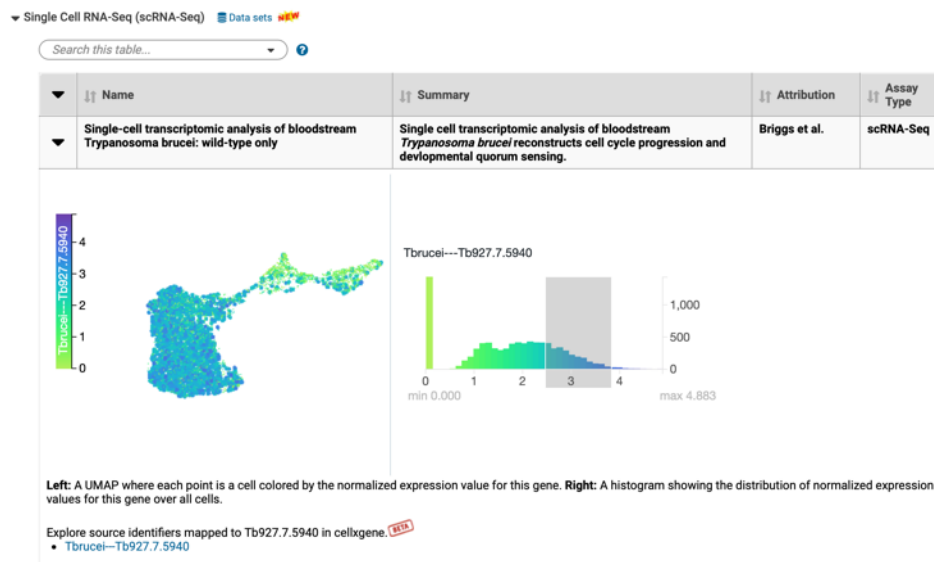 Single Cell RNA-Seq (scRNA-Seq) Data sets NEW
Search this table...
Name Summary Attribution Assay Type
Single-cell transcriptomic analysis of bloodstream
Trypanosoma brucei: wild-type only
Single cell transcriptomic analysis of bloodstream
Trypanosoma brucei reconstructs cell cycle progression and
devlopmental quorum sensing.
Briggs et al.
scRNA-Seq
Tbrucei---Tb927.7.5940
4
3
2
1
0
Tbrucei---Tb927.7.5940
1,000
500
0
0 1 2 3 4
min 0.000 max 4.883
Left: A UMAP where each point is a cell colored by the normalized expression value for this gene. Right: A histogram showing the distribution of normalized expression
values for this gene over all cells.
Explore source identifiers mapped to Tb927.7.5940 in cellxgene. BETA
• Tbrucei---Tb927.7.5940